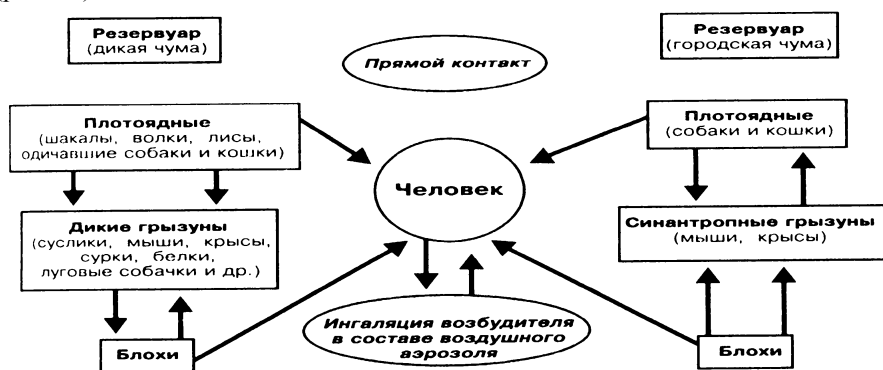 Резервуар
(дикая чума)
Прямой контакт
Резервуар
(городская чума)
Плотоядные
(шакалы, волки, лисы,
одичавшие собаки и кошки)
Человек
Плотоядные
(собаки и кошки)
Дикие грызуны
(суслики, мыши, крысы,
сурки, белки,
луговые собачки и др.)
Синантропные грызуны
(мыши, крысы)
Блохи
Ингаляция возбудителя
в составе воздушного
аэрозоля
Блохи